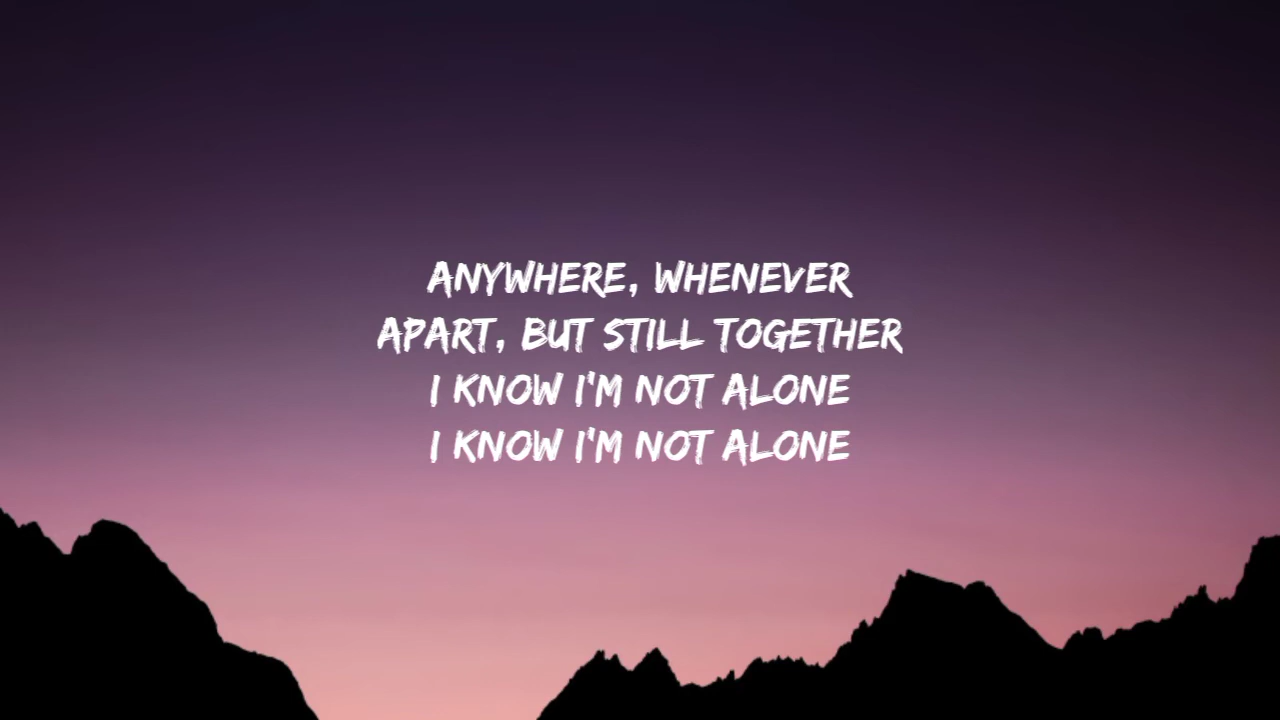 ANYWHERE, WHENEVER
APART, BUT STILL TOGETHER
I KNOW I'M NOT ALONE
I KNOW I'M NOT ALONE